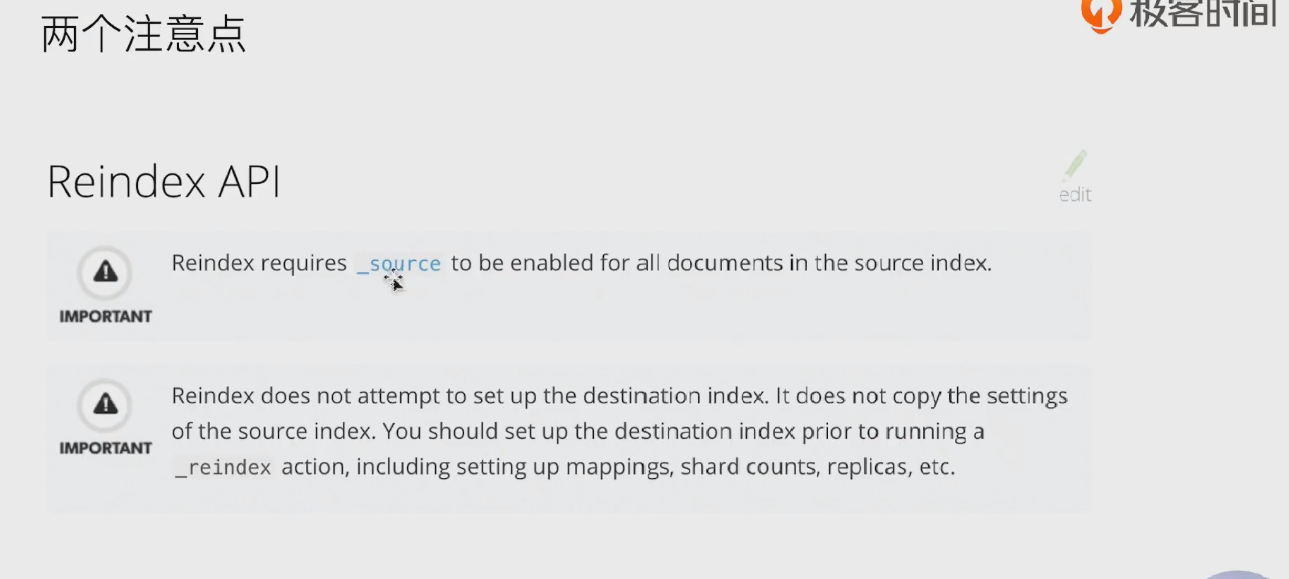 两个注意点
极客时间
Reindex API
edit
Reindex requires _source to be enabled for all documents in the source index.
IMPORTANT
Reindex does not attempt to set up the destination index. It does not copy the settings
of the source index. You should set up the destination index prior to running a
IMPORTANT
_reindex action, including setting up mappings, shard counts, replicas, etc.